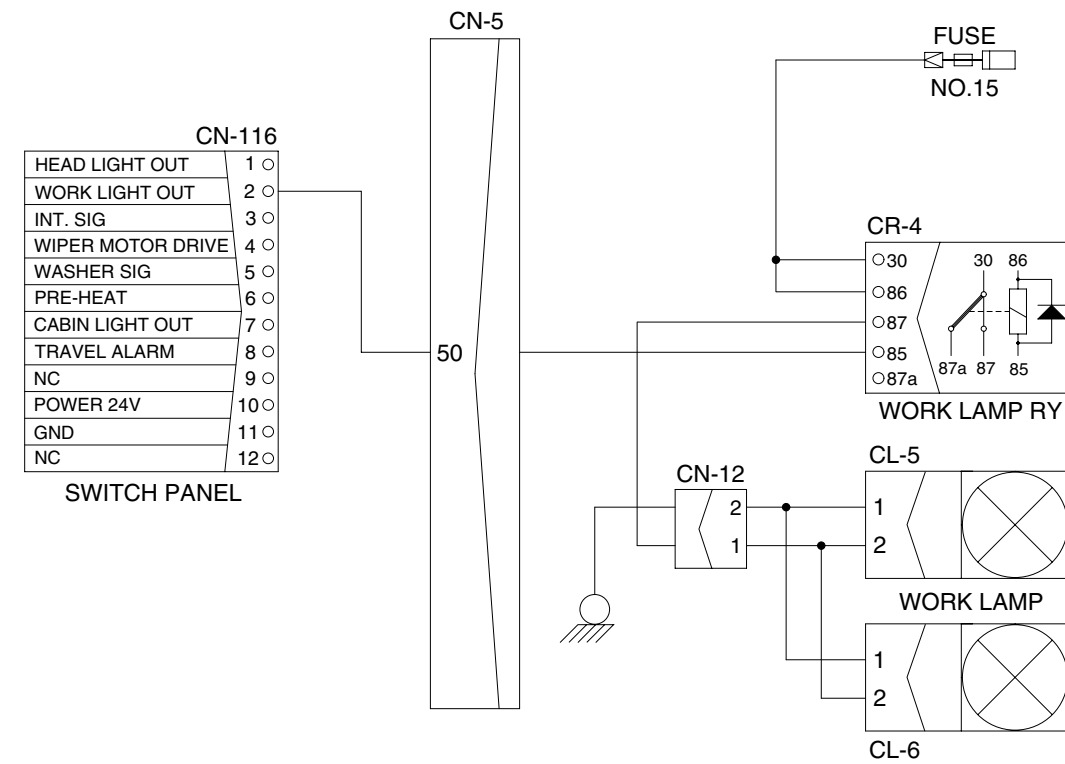 CN-5
FUSE
NO.15
CN-116
HEAD LIGHT OUT 1
WORK LIGHT OUT 2
INT. SIG 3
WIPER MOTOR DRIVE 4
WASHER SIG 5
PRE-HEAT 6
CABIN LIGHT OUT 7
TRAVEL ALARM 8
NC 9
POWER 24V 10
GND 11
NC 12
SWITCH PANEL
50
CR-4
30
86
87
85
87a
30 86
87a 87 85
WORK LAMP RY
CN-12
2
1
CL-5
1
2
WORK LAMP
1
2
CL-6